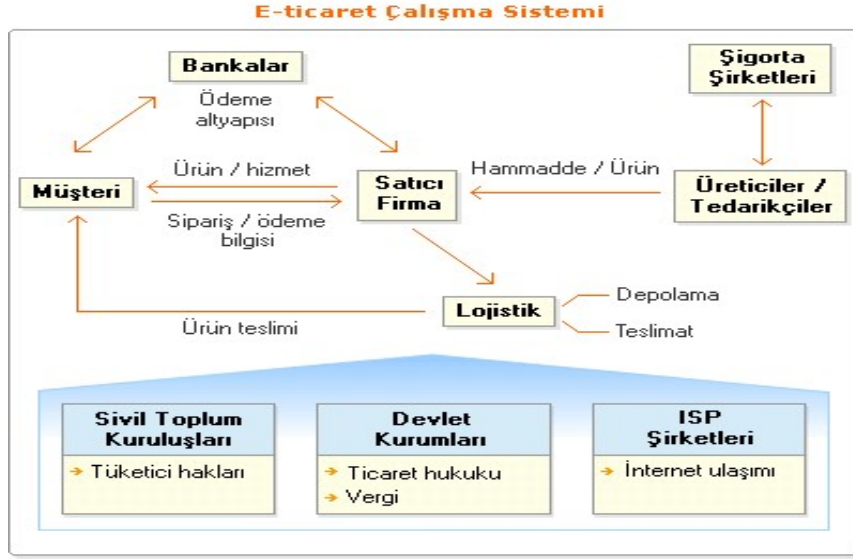 E-ticaret Çalışma Sistemi
Bankalar
Şigorta
Şirketleri
Ödeme
altyapısı
Ürün / hizmet
Hammadde / Ürün
Müşteri
Satıcı
Firma
Üreticiler /
Tedarikçiler
Sipariş / ödeme
bilgisi
Lojistik
Depolama
Teslimat
Ürün teslimi
Sivil Toplum
Kuruluşları
Tüketici hakları
Devlet
Kurumları
Ticaret hukuku
Vergi
ISP
Şirketleri
İnternet ulaşımı